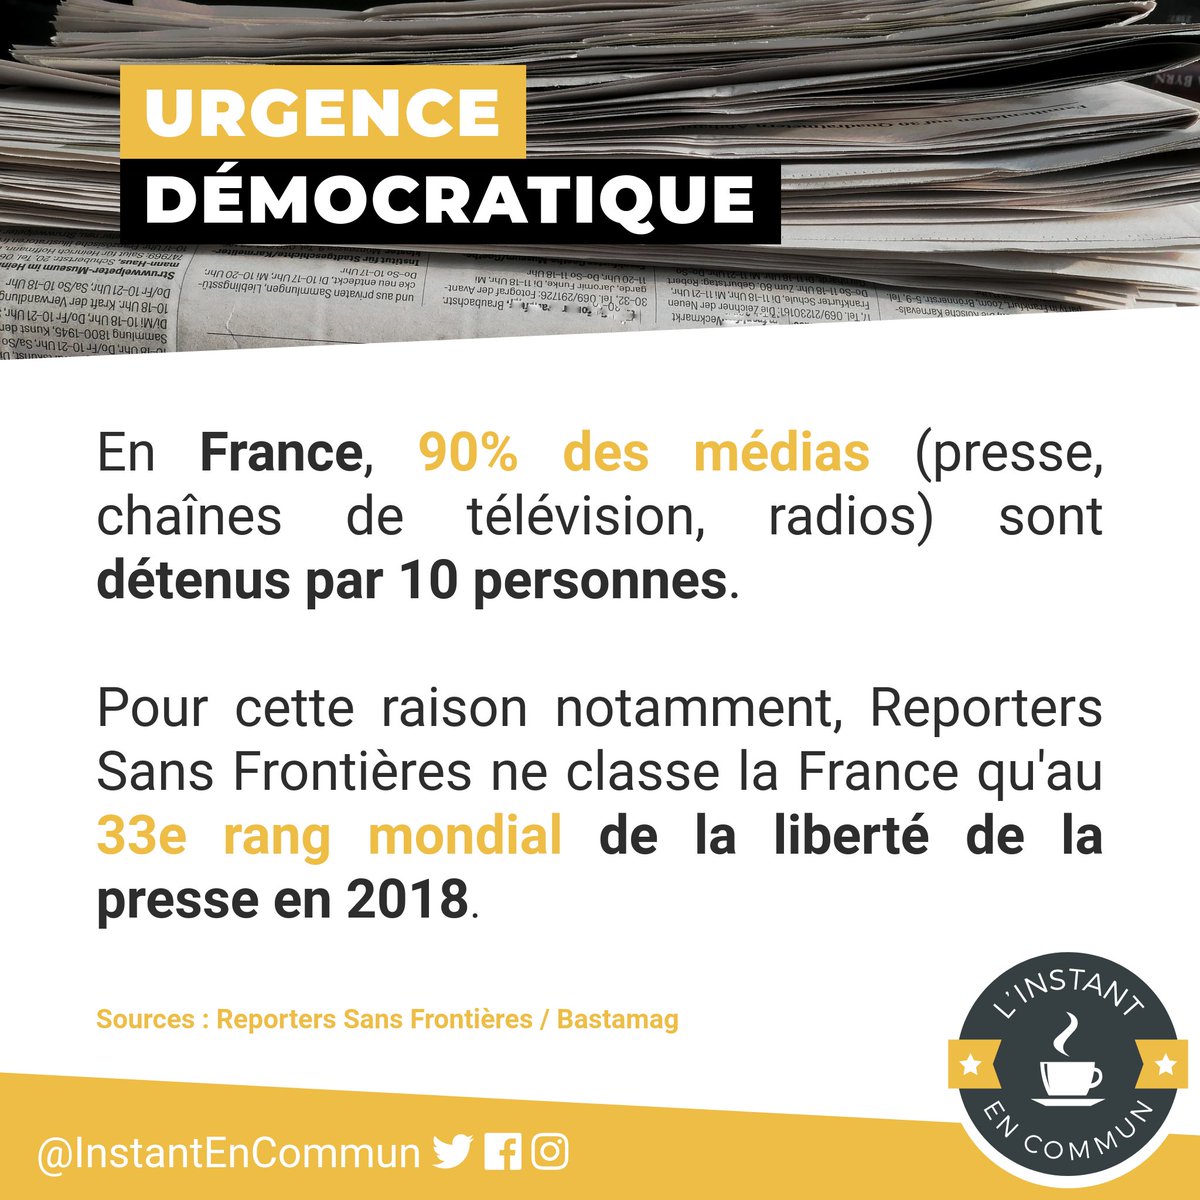 URGENCE
DÉMOCRATIQUE
En France, 90% des médias (presse,
chaînes de télévision, radios) sont
détenus par 10 personnes.
Pour cette raison notamment, Reporters
Sans Frontières ne classe la France qu'au
33e rang mondial de la liberté de la
presse en 2018.
Sources : Reporters Sans Frontières / Bastamag
L'INSTANT
EN COMMUN
@InstantEnCommun